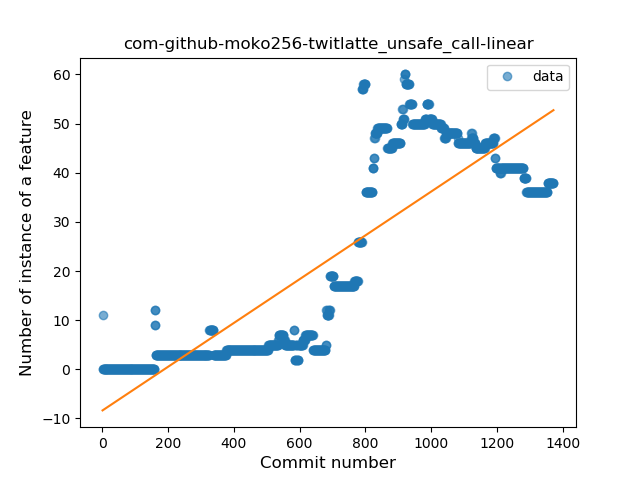 com-github-moko256-twitlatte_unsafe_call-linear
data
Number of instance of a feature
60
50
40
30
20
10
0
−10
0 200 400 600 800 1000 1200 1400
Commit number